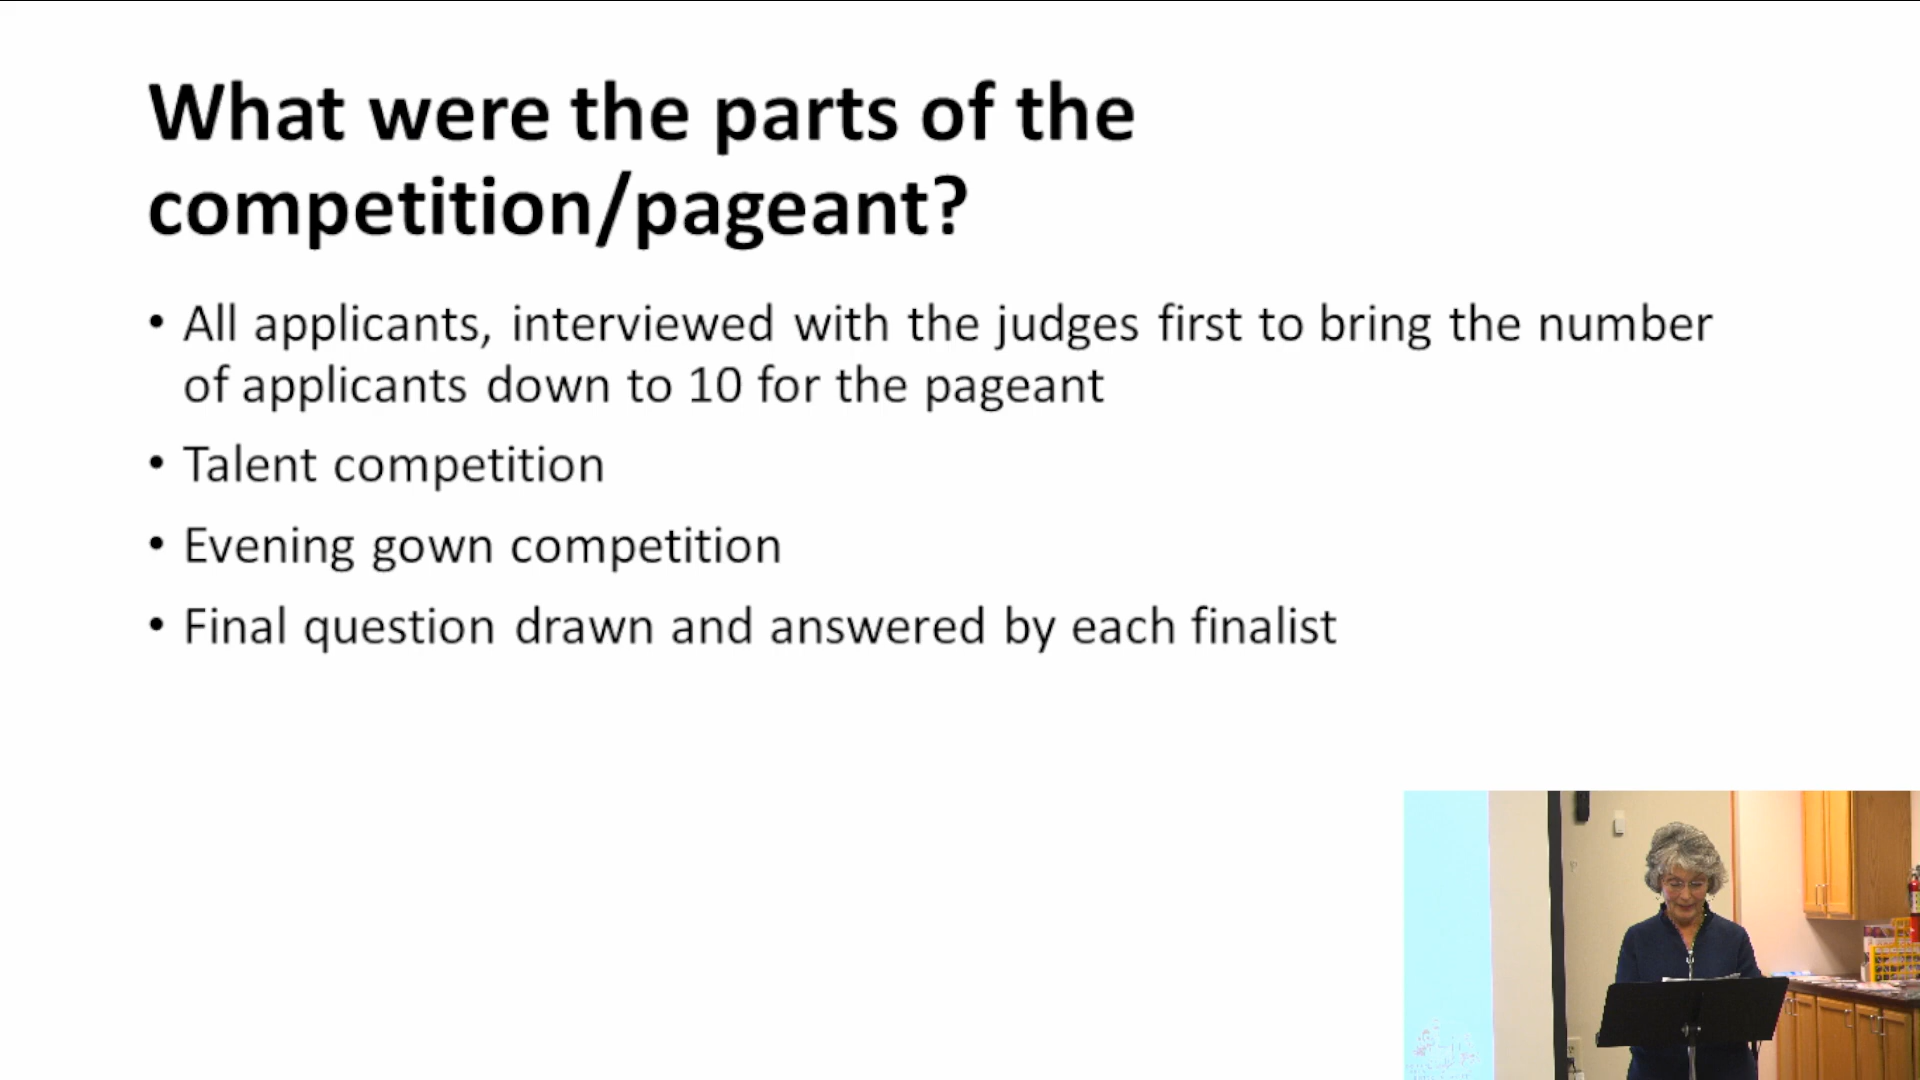 What were the parts of the
competition/pageant?
• All applicants, interviewed with the judges first to bring the number
of applicants down to 10 for the pageant
• Talent competition
• Evening gown competition
• Final question drawn and answered by each finalist